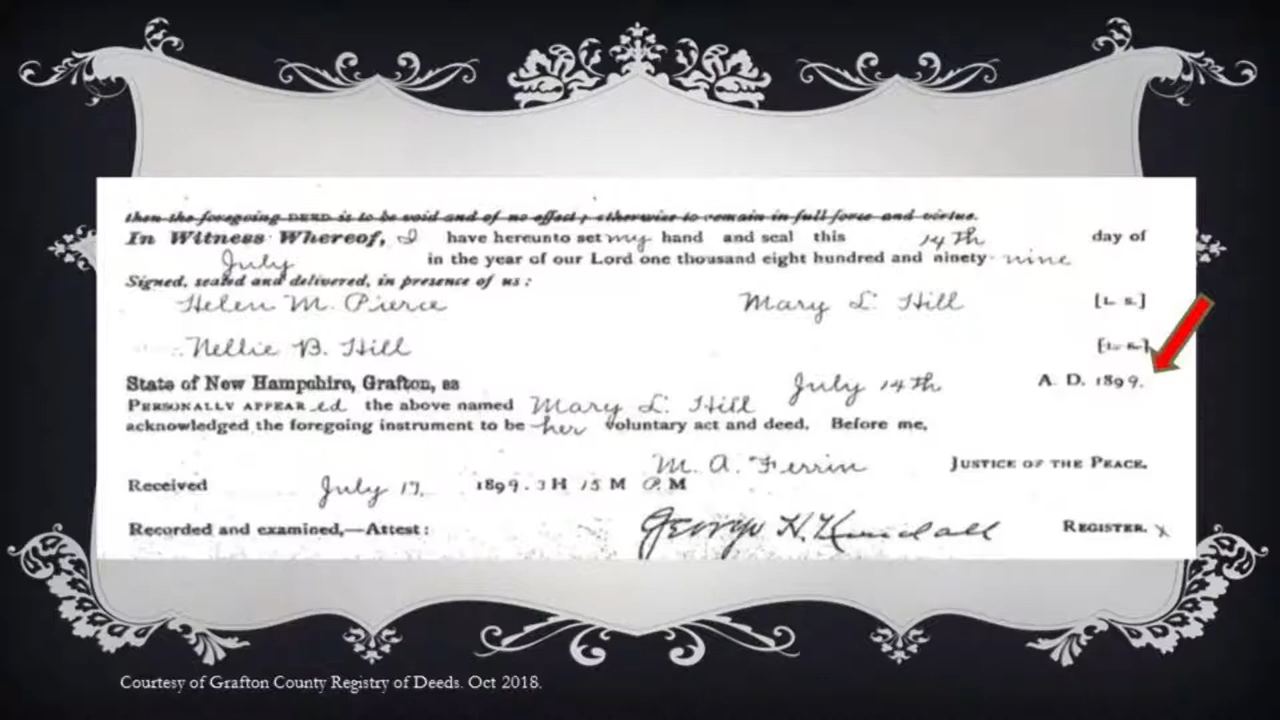 then the foregoing DEED is to be void and of no effect; otherwise to remain in full force and virtue.
In Witness Whereof, I have hereunto set my hand and seal this 14th day of
July in the year of our Lord one thousand eight hundred and ninety-nine
Signed, sealed and delivered, in presence of us:
Helen M. Pierce Mary L. Hill [L. S.]
Nellie B. Hill [L. S.]
State of New Hampshire, Grafton, ss July 14th A. D. 1899.
PERSONALLY APPEARed the above named Mary L. Hill
acknowledged the foregoing instrument to be her voluntary act and deed. Before me,
M. A. Ferrin JUSTICE OF THE PEACE.
Received July 17, 1899. 3 H 15 M P. M
Recorded and examined,—Attest: George H. Kendall REGISTER. x
Courtesy of Grafton County Registry of Deeds. Oct 2018.